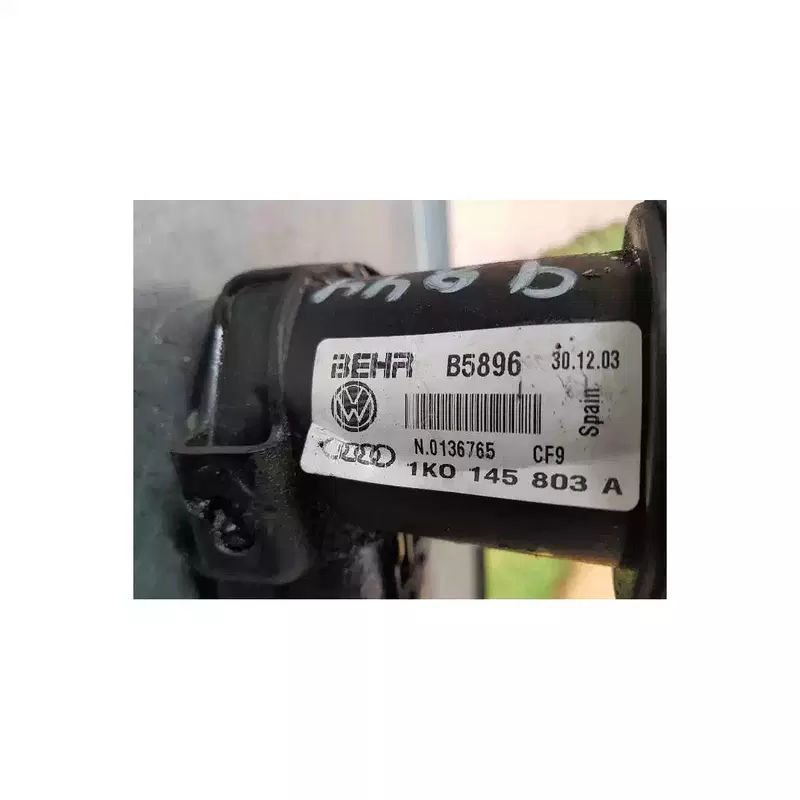 BEHR B5896 30.12.03
Spain
N.0136765 CF9
1K0 145 803 A